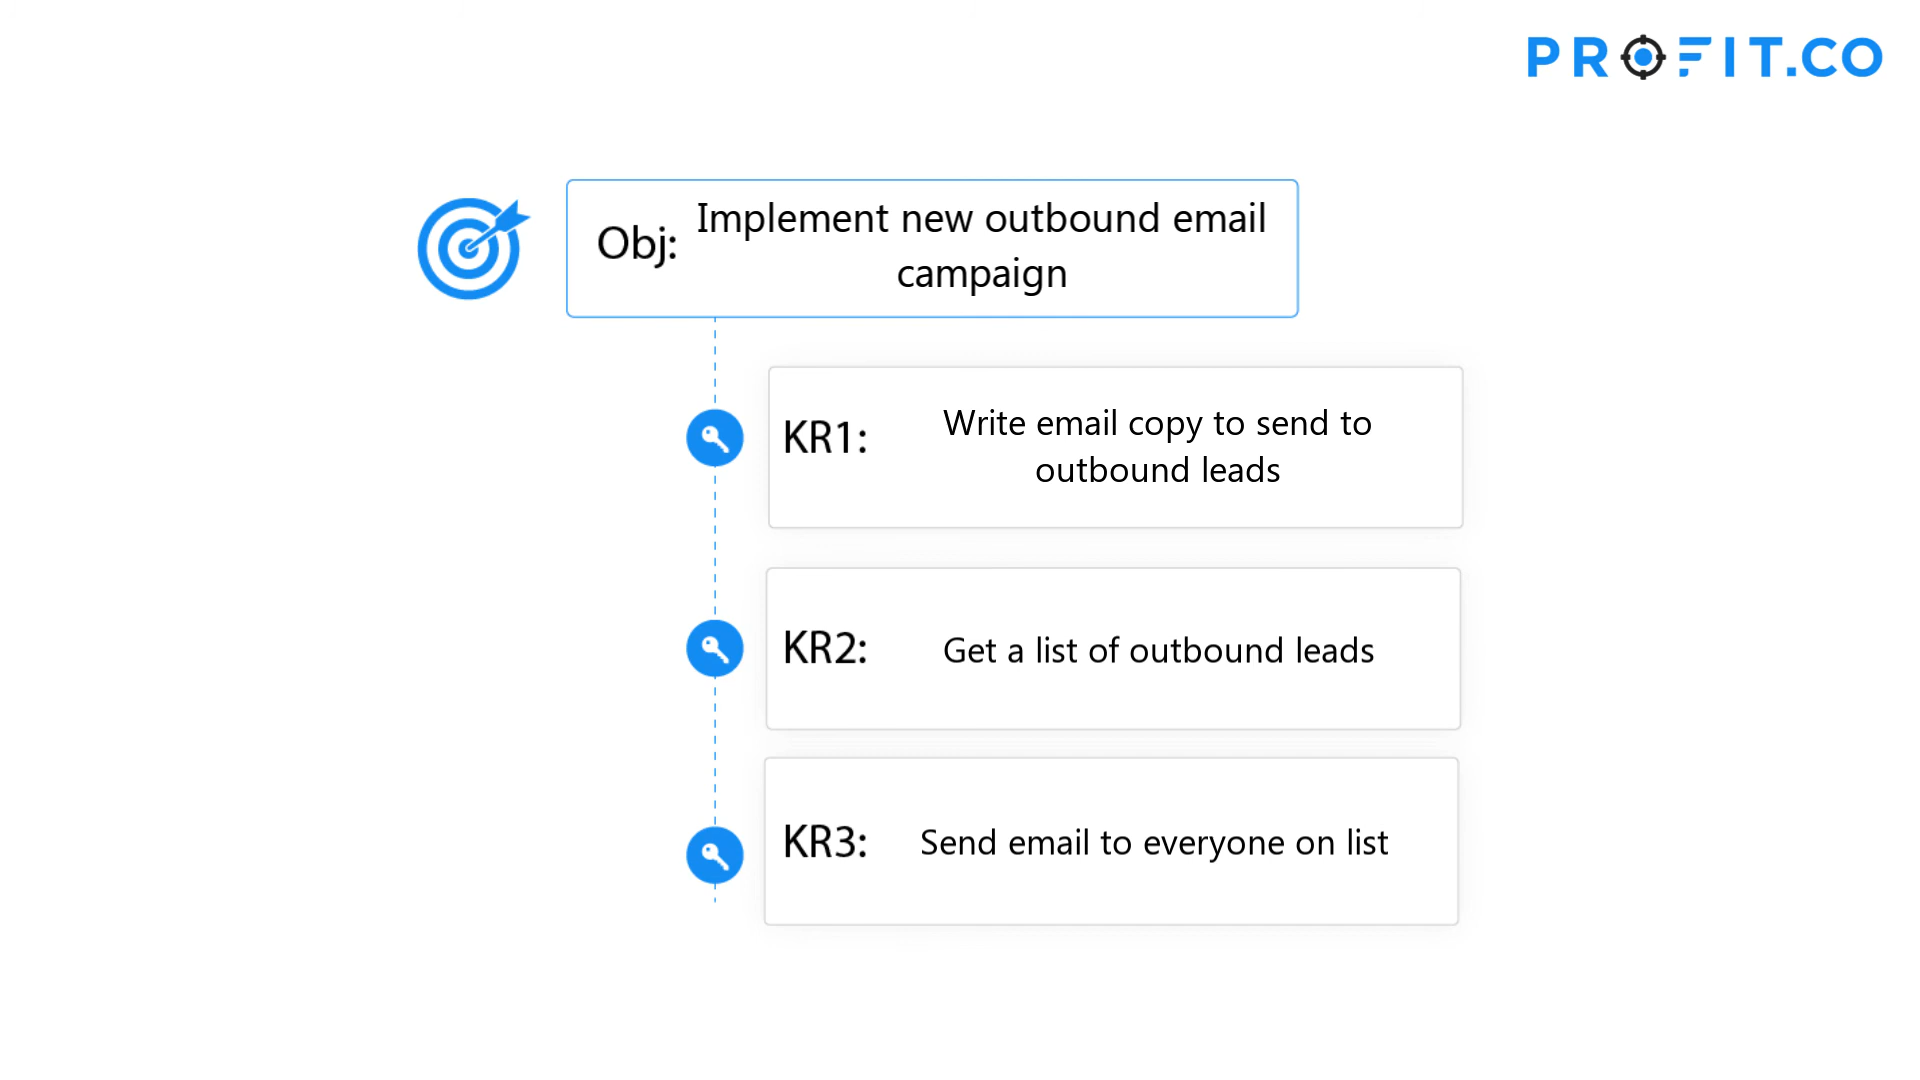 PROFIT.CO
Obj: Implement new outbound email
campaign
KR1: Write email copy to send to
outbound leads
KR2: Get a list of outbound leads
KR3: Send email to everyone on list